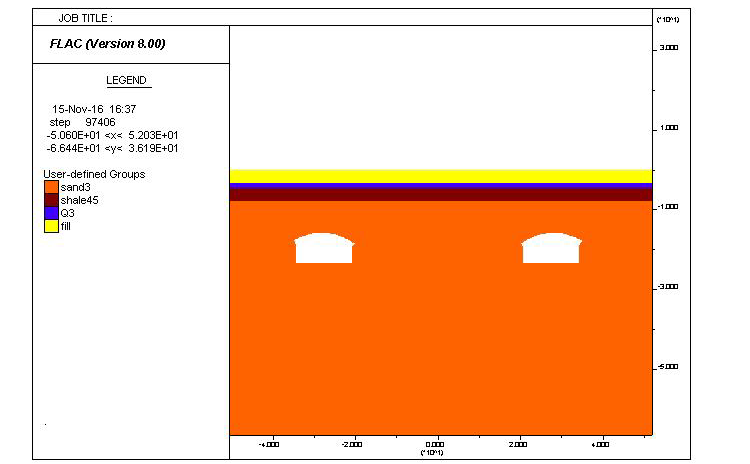 JOB TITLE :
FLAC (Version 8.00)
LEGEND
15-Nov-16 16:37
step 97406
-5.060E+01 <x< 5.203E+01
-6.644E+01 <y< 3.619E+01
User-defined Groups
sand3
shale45
Q3
fill
(*10^1)
3.000
1.000
-1.000
-3.000
-5.000
-4.000 -2.000 0.000 2.000 4.000
(*10^1)